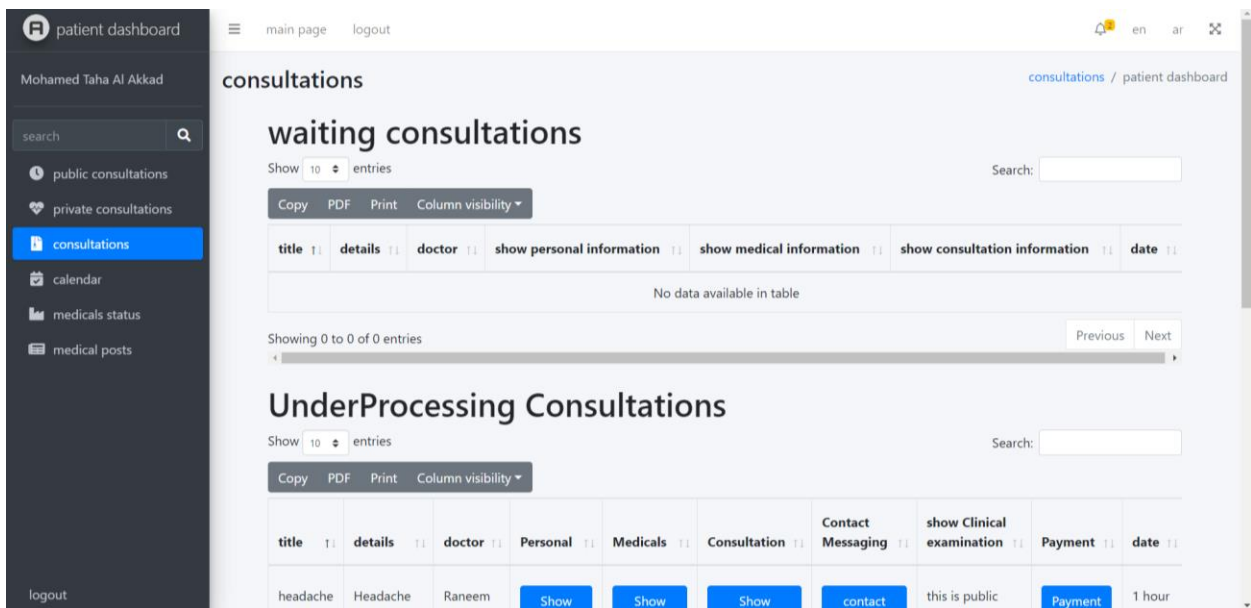 patient dashboard
main page logout
2 en ar
Mohamed Taha Al Akkad
consultations
consultations / patient dashboard
search
public consultations
private consultations
consultations
calendar
medicals status
medical posts
logout
waiting consultations
Show 10 entries
Search:
Copy PDF Print Column visibility
title details doctor show personal information show medical information show consultation information date
No data available in table
Showing 0 to 0 of 0 entries
Previous Next
UnderProcessing Consultations
Show 10 entries
Search:
Copy PDF Print Column visibility
title details doctor Personal Medicals Consultation Contact Messaging show Clinical examination Payment date
headache Headache Raneem Show Show Show contact this is public Payment 1 hour